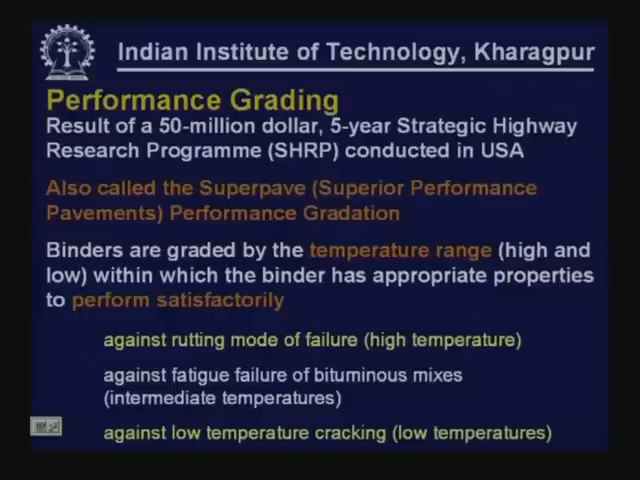 Indian Institute of Technology, Kharagpur
Performance Grading
Result of a 50-million dollar, 5-year Strategic Highway
Research Programme (SHRP) conducted in USA
Also called the Superpave (Superior Performance
Pavements) Performance Gradation
Binders are graded by the temperature range (high and
low) within which the binder has appropriate properties
to perform satisfactorily
against rutting mode of failure (high temperature)
against fatigue failure of bituminous mixes
(intermediate temperatures)
against low temperature cracking (low temperatures)